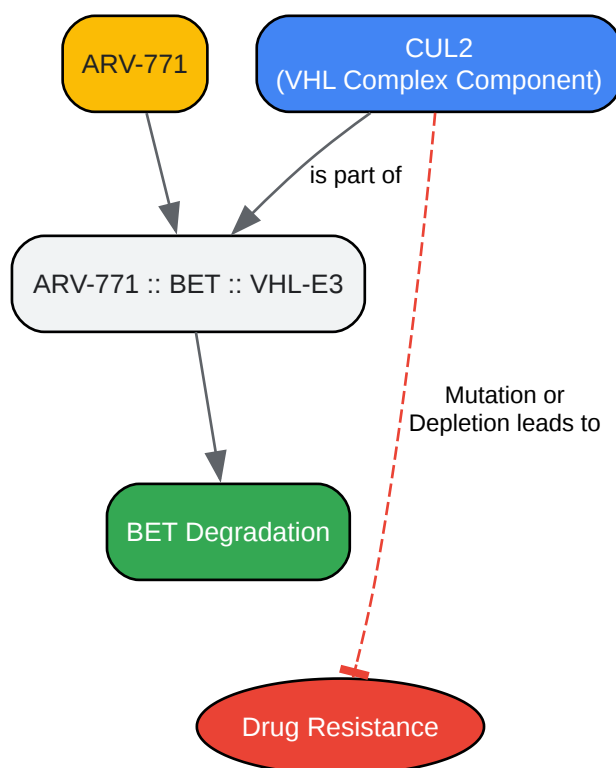 ARV-771
CUL2
(VHL Complex Component)
is part of
ARV-771 :: BET :: VHL-E3
Mutation or
Depletion leads to
BET Degradation
Drug Resistance